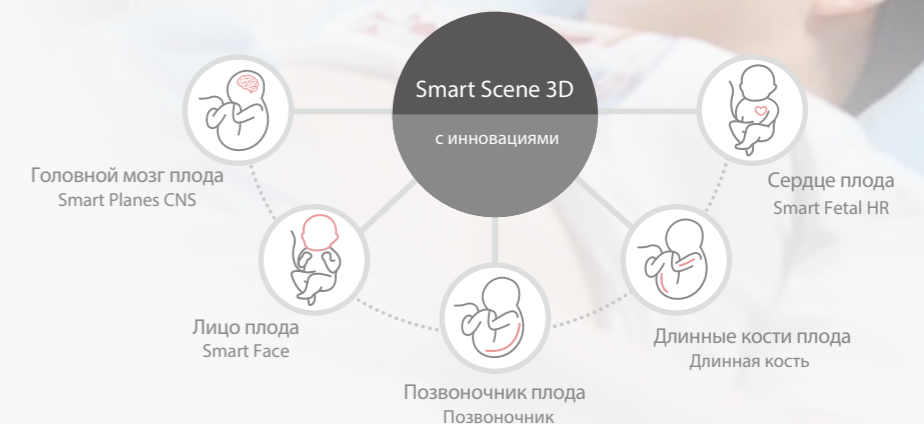 Smart Scene 3D
с инновациями
Головной мозг плода
Smart Planes CNS
Лицо плода
Smart Face
Позвоночник плода
Позвоночник
Длинные кости плода
Длинная кость
Сердце плода
Smart Fetal HR